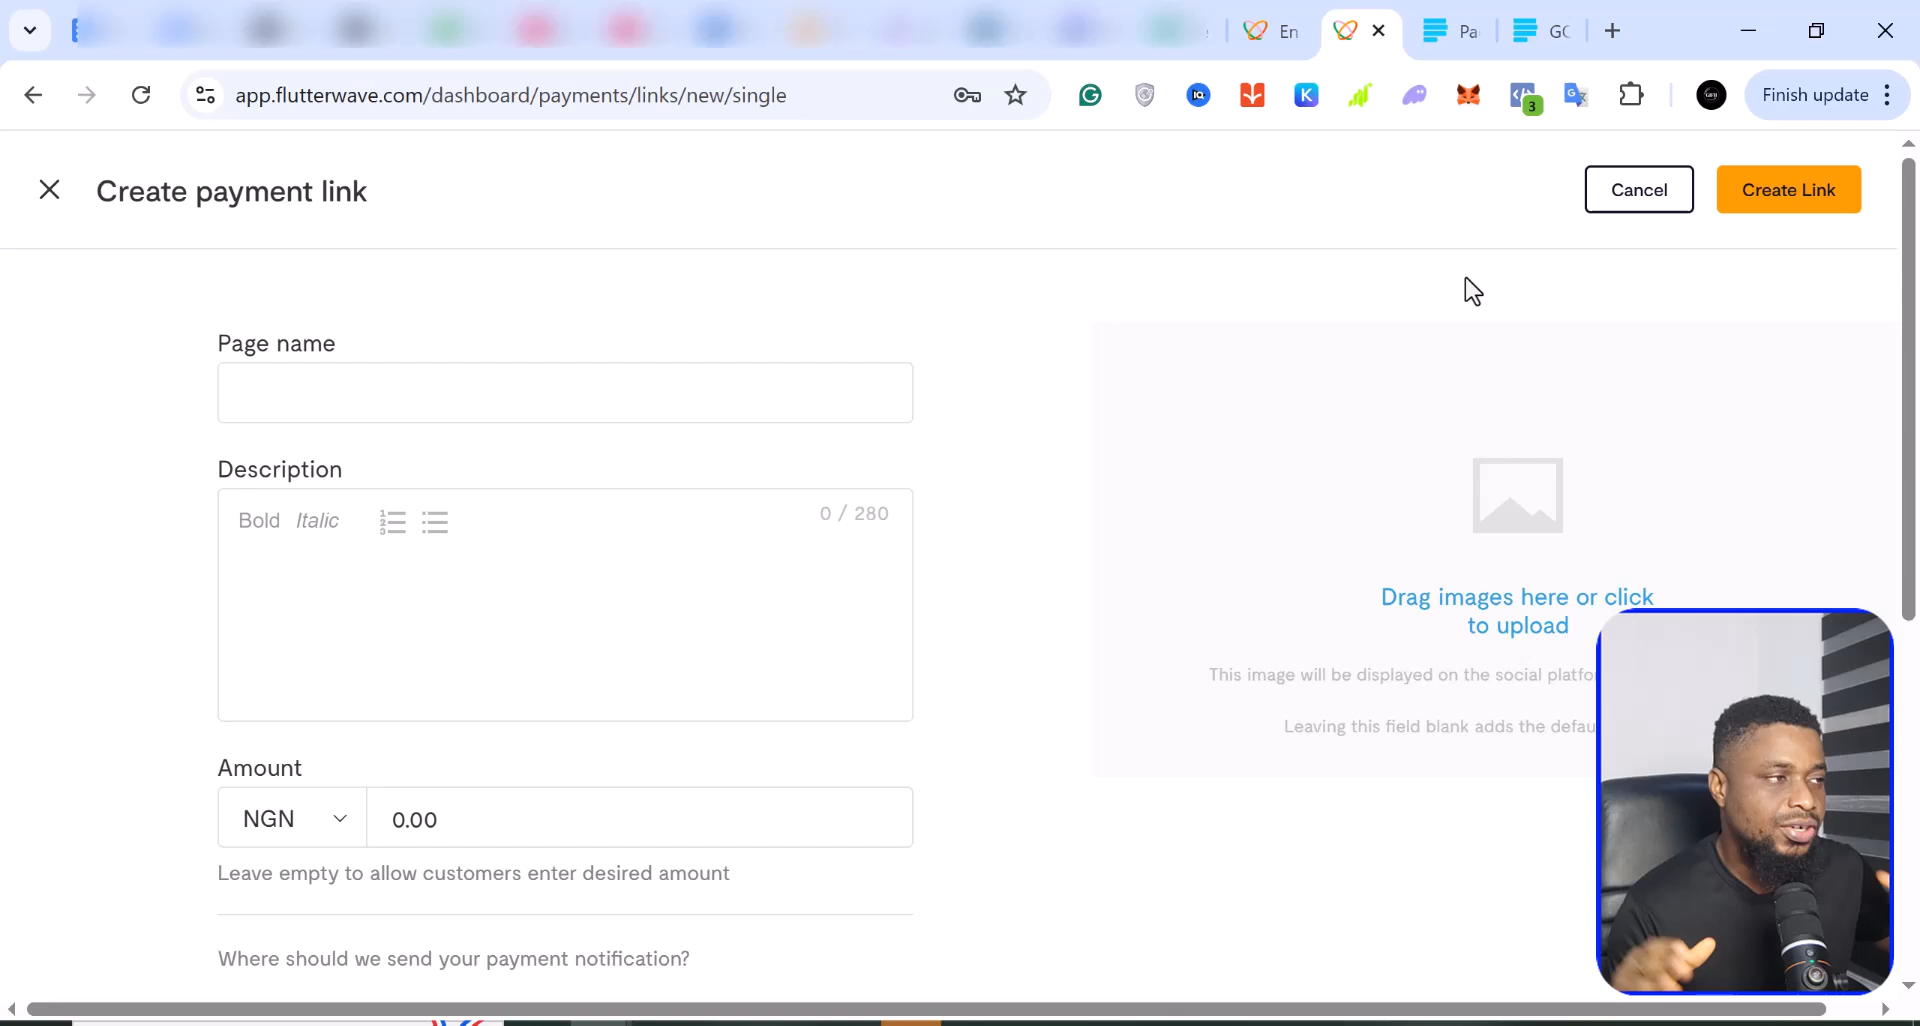 En
Pa
GC
app.flutterwave.com/dashboard/payments/links/new/single
IQ
K
3
Finish update
Create payment link
Cancel
Create Link
Page name
Description
Bold Italic
0 / 280
Drag images here or click
to upload
This image will be displayed on the social platfo
Leaving this field blank adds the defau
Amount
NGN
0.00
Leave empty to allow customers enter desired amount
Where should we send your payment notification?